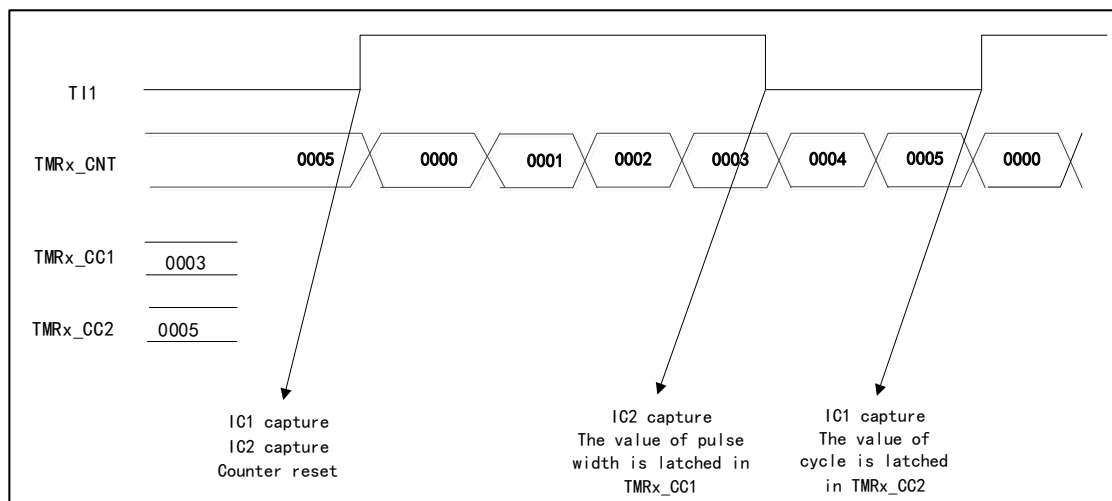 TI1
TMRx_CNT 0005 0000 0001 0002 0003 0004 0005 0000
TMRx_CC1 0003
TMRx_CC2 0005
IC1 capture
IC2 capture
Counter reset
IC2 capture
The value of pulse
width is latched in
TMRx_CC1
IC1 capture
The value of
cycle is latched
in TMRx_CC2